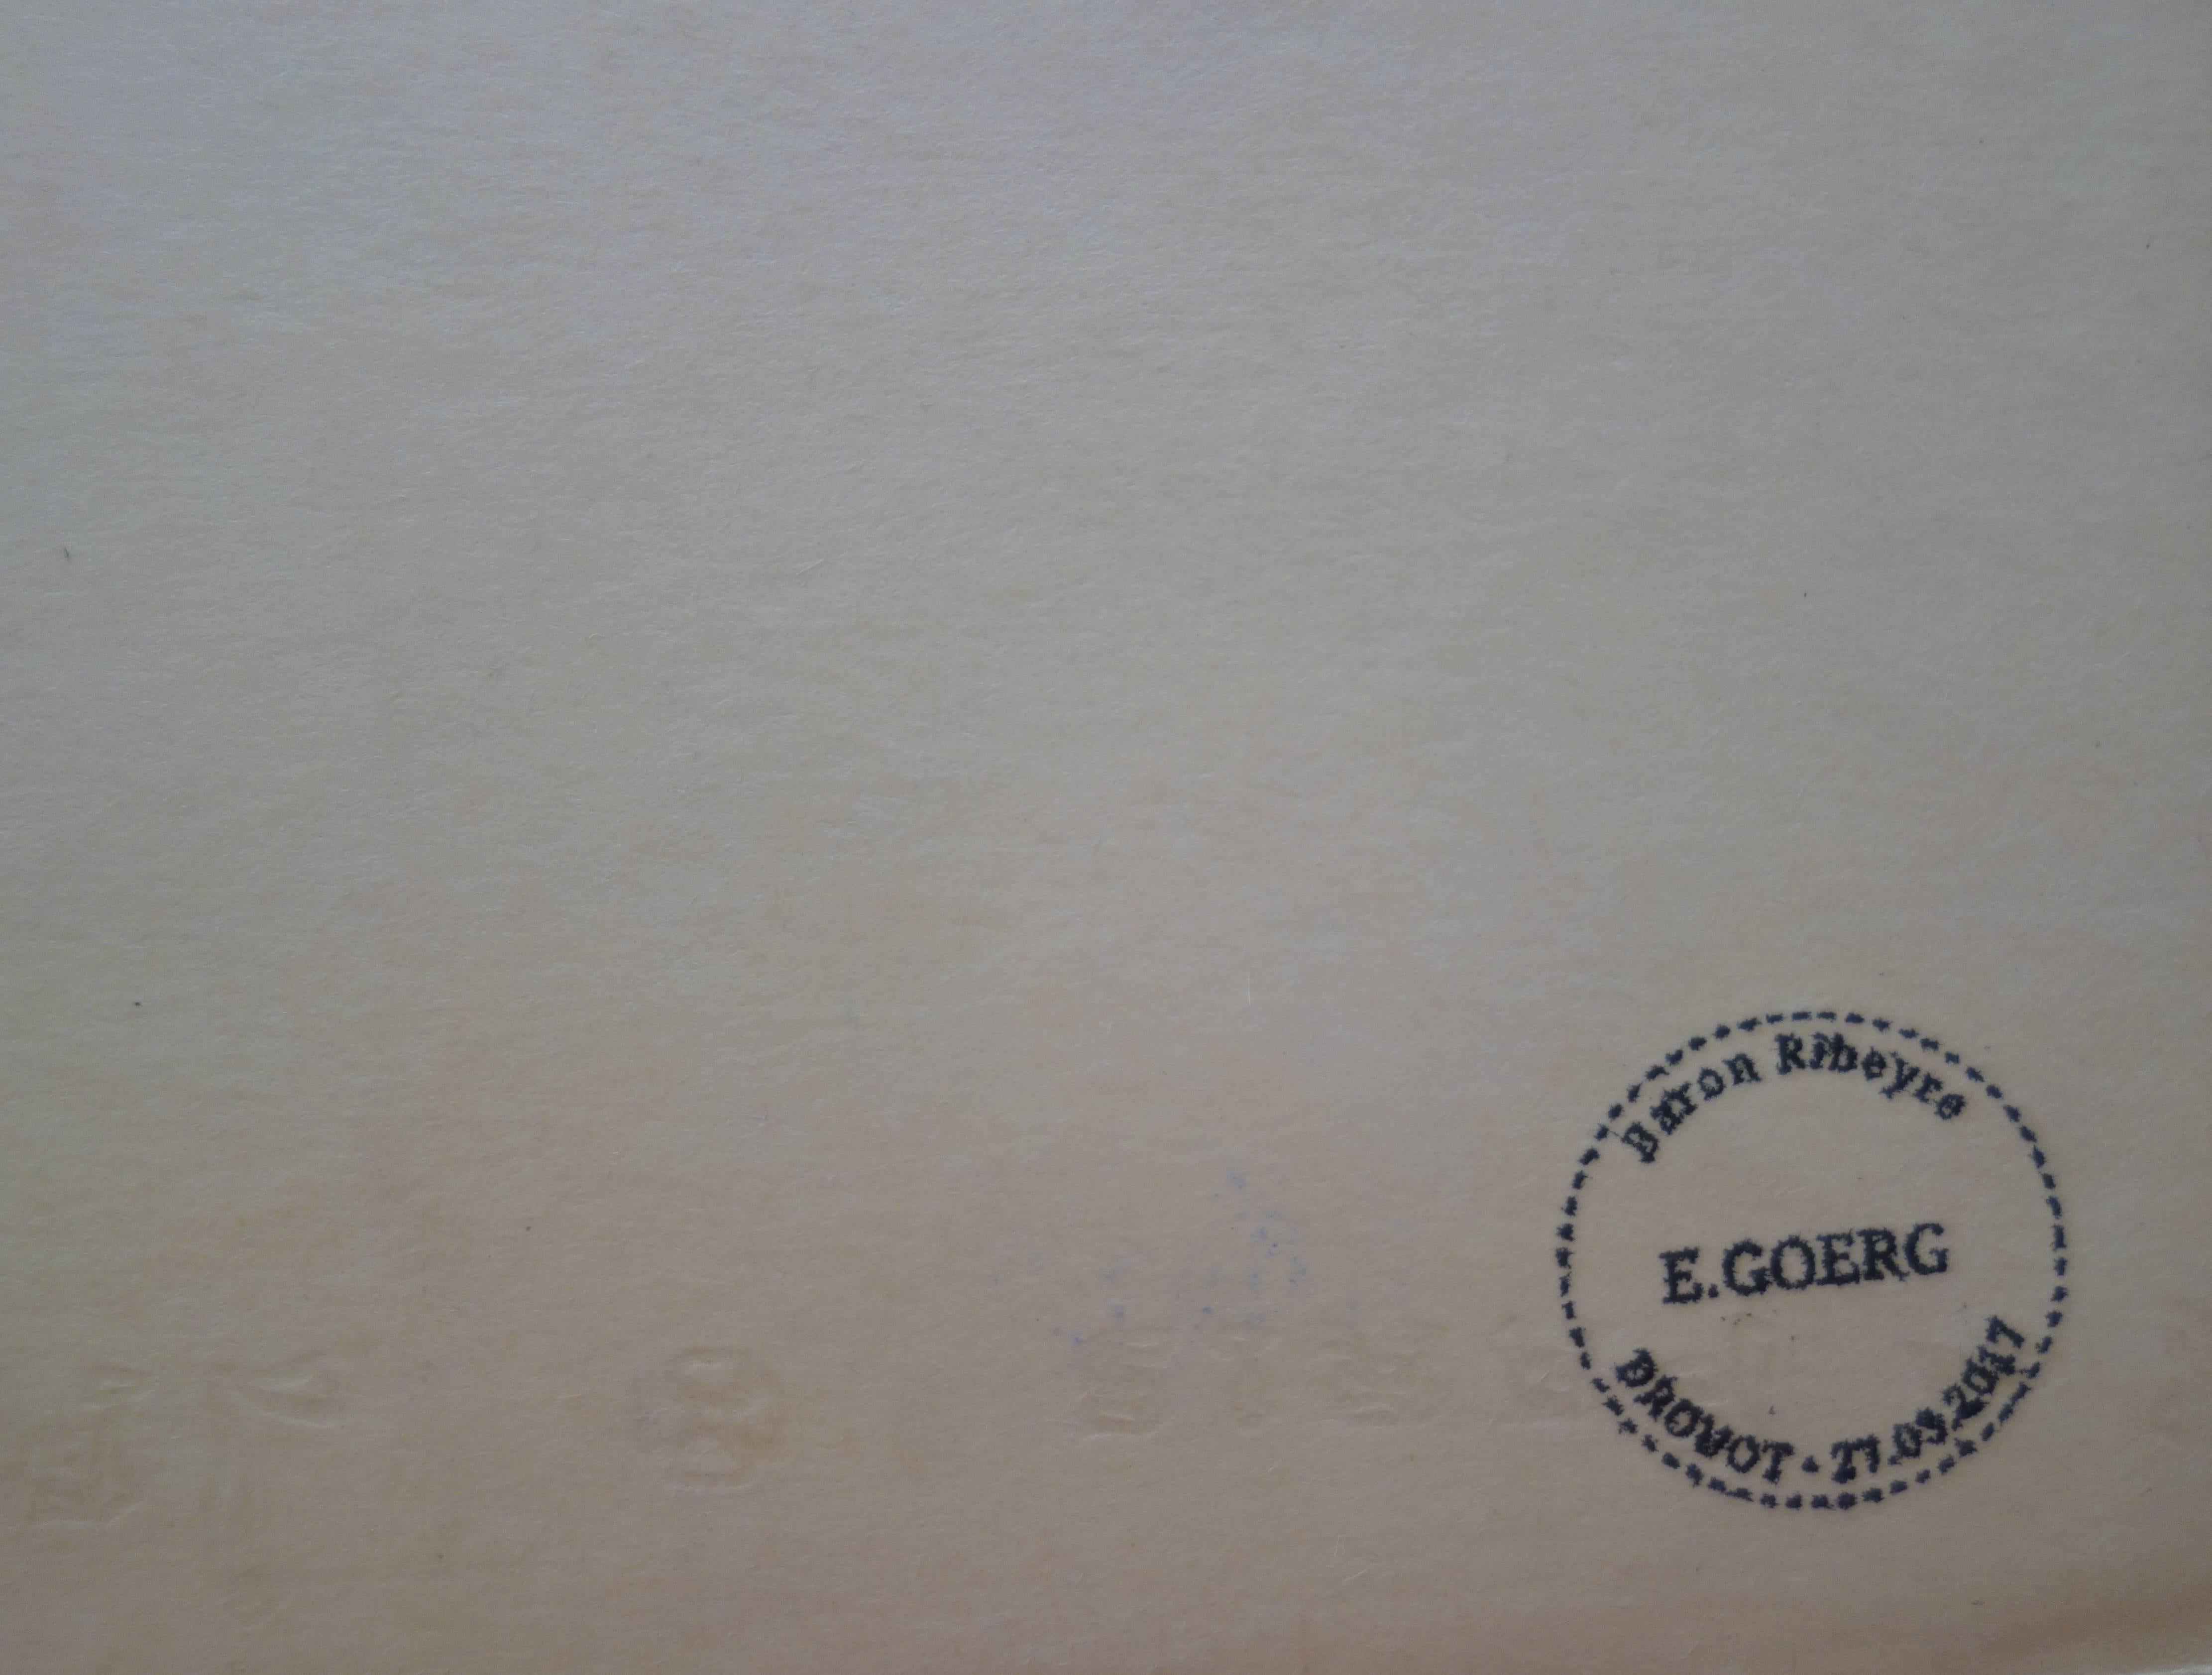 Baron Ribeyre
E.GOERG
DROUOT • 27.03.2017